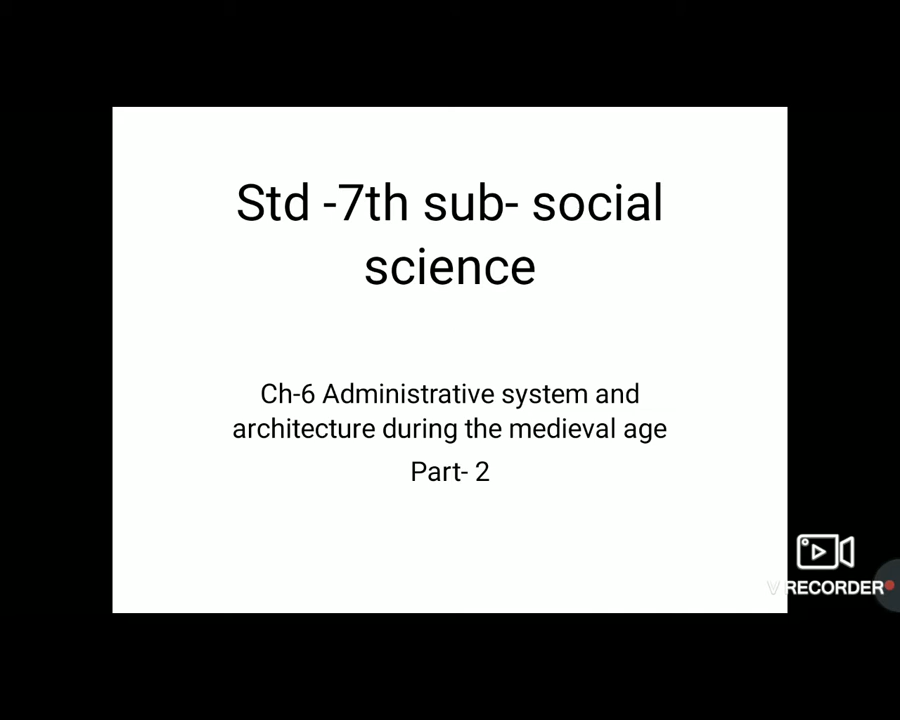 Std -7th sub- social
science
Ch-6 Administrative system and
architecture during the medieval age
Part- 2
V RECORDER